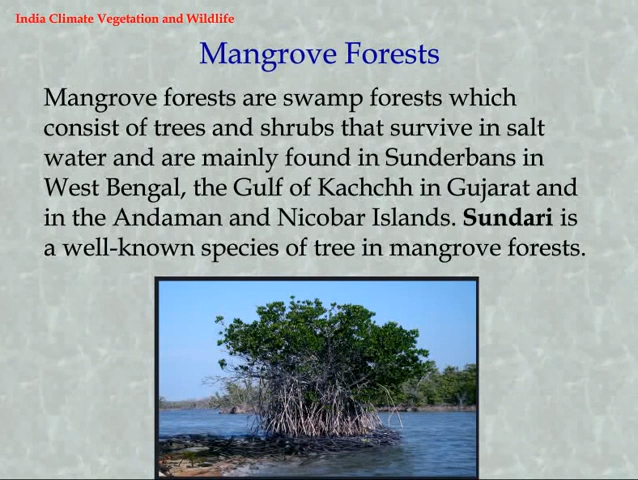 India Climate Vegetation and Wildlife
Mangrove Forests
Mangrove forests are swamp forests which
consist of trees and shrubs that survive in salt
water and are mainly found in Sunderbans in
West Bengal, the Gulf of Kachchh in Gujarat and
in the Andaman and Nicobar Islands. Sundari is
a well-known species of tree in mangrove forests.